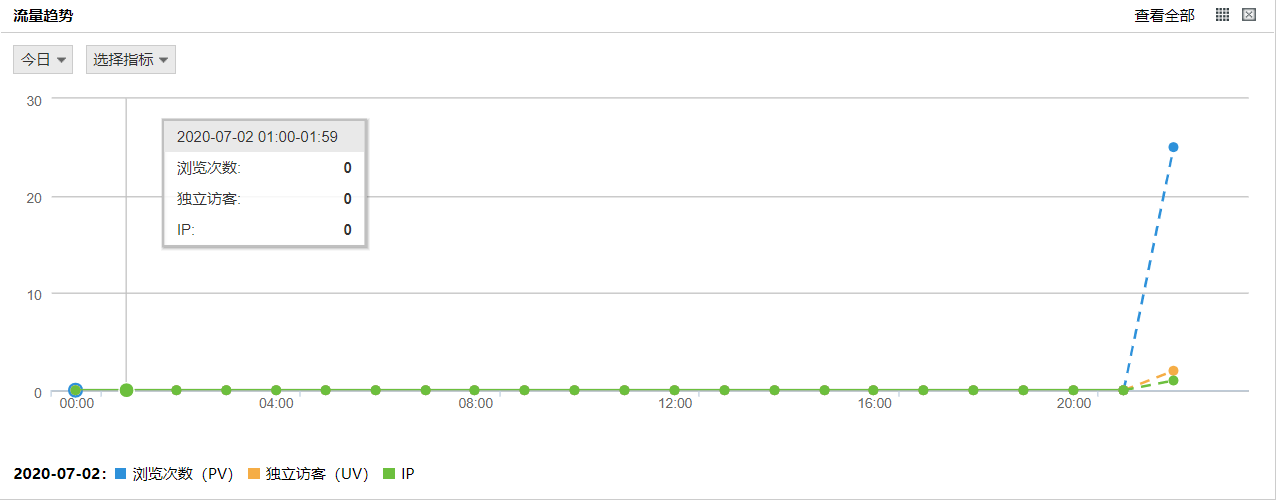 流量趋势 查看全部
今日 选择指标
30
2020-07-02 01:00-01:59
浏览次数: 0
20
独立访客: 0
IP: 0
10
0
00:00 04:00 08:00 12:00 16:00 20:00
2020-07-02: 浏览次数（PV） 独立访客（UV） IP